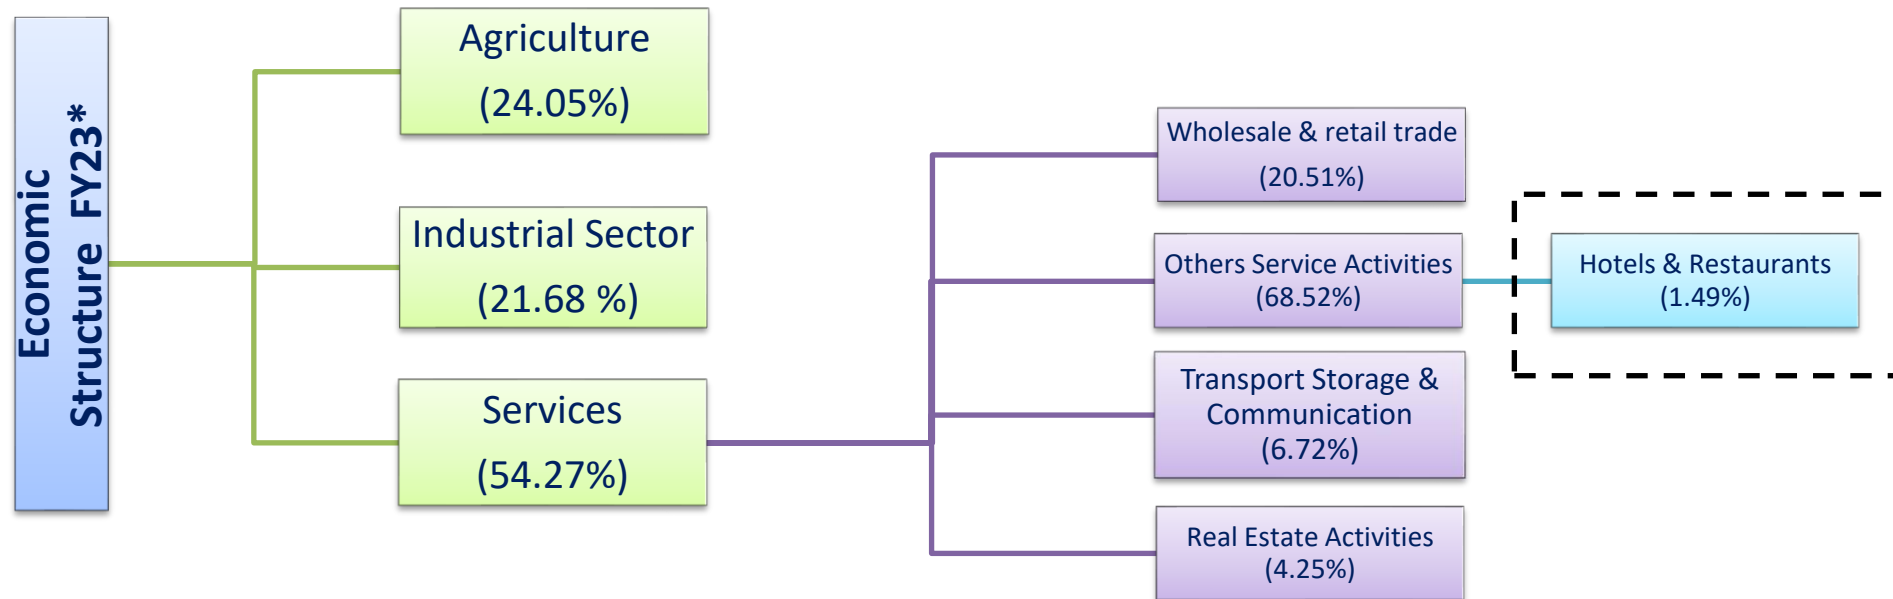 Economic
Structure FY23*
Agriculture
(24.05%)
Industrial Sector
(21.68 %)
Services
(54.27%)
Wholesale & retail trade
(20.51%)
Others Service Activities
(68.52%)
Transport Storage &
Communication
(6.72%)
Real Estate Activities
(4.25%)
Hotels & Restaurants
(1.49%)